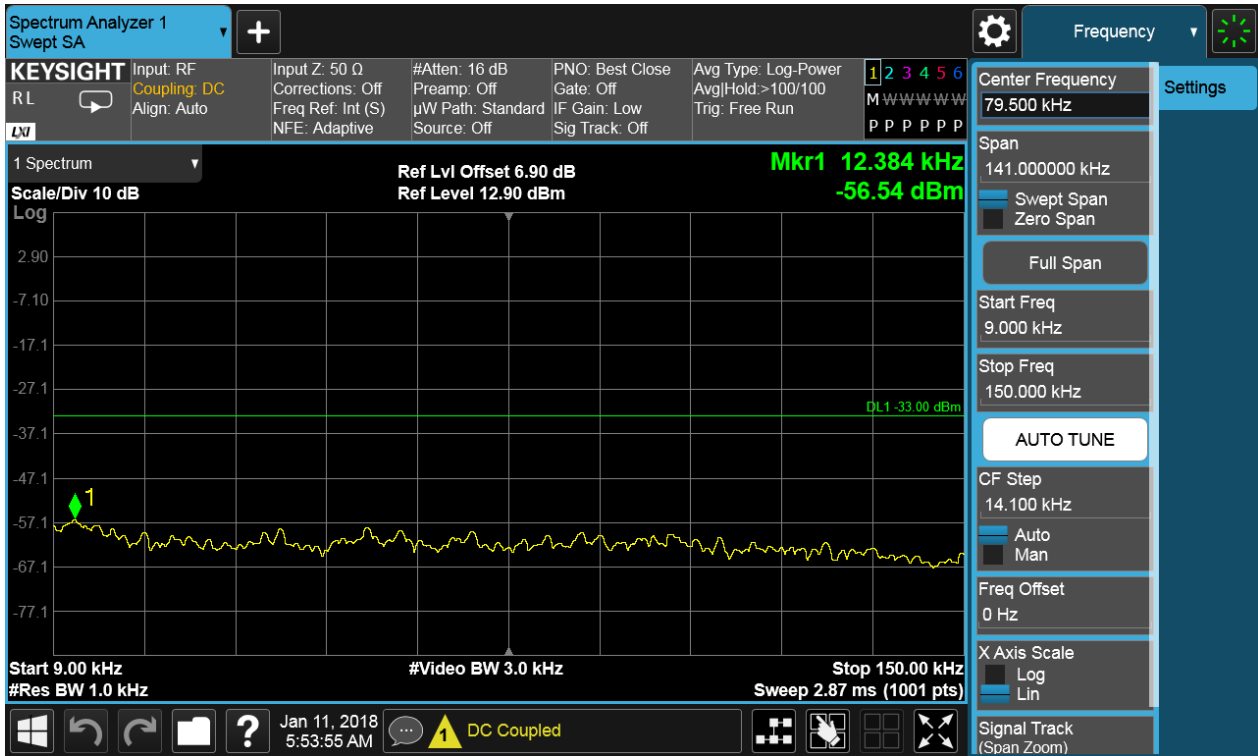 Spectrum Analyzer 1
Swept SA
+
Frequency
KEYSIGHT
R L
LXI
Input: RF
Coupling: DC
Align: Auto
Input Z: 50 Ω
Corrections: Off
Freq Ref: Int (S)
NFE: Adaptive
#Atten: 16 dB
Preamp: Off
µW Path: Standard
Source: Off
PNO: Best Close
Gate: Off
IF Gain: Low
Sig Track: Off
Avg Type: Log-Power
Avg|Hold:>100/100
Trig: Free Run
1 2 3 4 5 6
M W W W W W
P P P P P P
1 Spectrum
Scale/Div 10 dB
Ref Lvl Offset 6.90 dB
Ref Level 12.90 dBm
Mkr1 12.384 kHz
-56.54 dBm
Log
2.90
-7.10
-17.1
-27.1
DL1 -33.00 dBm
-37.1
-47.1
1
-57.1
-67.1
-77.1
Start 9.00 kHz
#Video BW 3.0 kHz
Stop 150.00 kHz
#Res BW 1.0 kHz
Sweep 2.87 ms (1001 pts)
Center Frequency
79.500 kHz
Span
141.000000 kHz
Swept Span
Zero Span
Full Span
Start Freq
9.000 kHz
Stop Freq
150.000 kHz
AUTO TUNE
CF Step
14.100 kHz
Auto
Man
Freq Offset
0 Hz
X Axis Scale
Log
Lin
Signal Track
(Span Zoom)
Settings
?
Jan 11, 2018
5:53:55 AM
1
DC Coupled